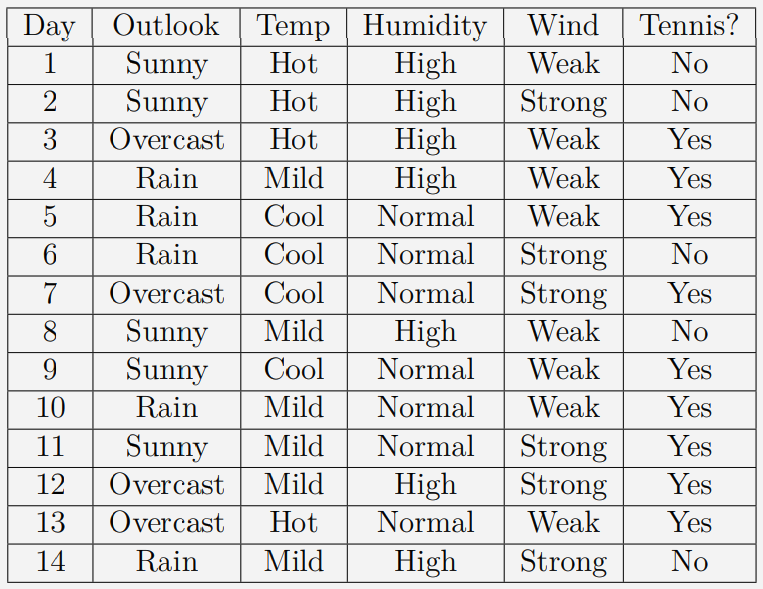 Day Outlook Temp Humidity Wind Tennis?
1 Sunny Hot High Weak No
2 Sunny Hot High Strong No
3 Overcast Hot High Weak Yes
4 Rain Mild High Weak Yes
5 Rain Cool Normal Weak Yes
6 Rain Cool Normal Strong No
7 Overcast Cool Normal Strong Yes
8 Sunny Mild High Weak No
9 Sunny Cool Normal Weak Yes
10 Rain Mild Normal Weak Yes
11 Sunny Mild Normal Strong Yes
12 Overcast Mild High Strong Yes
13 Overcast Hot Normal Weak Yes
14 Rain Mild High Strong No